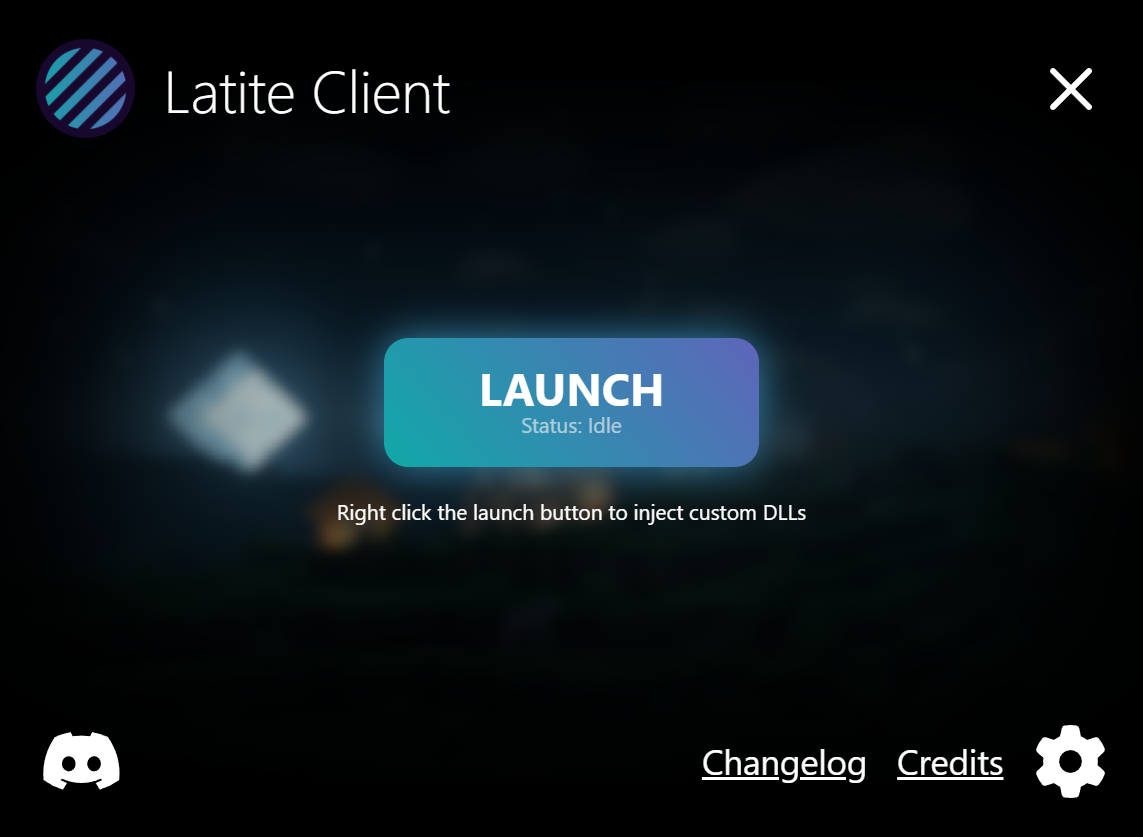 Latite Client
LAUNCH
Status: Idle
Right click the launch button to inject custom DLLs
Changelog Credits